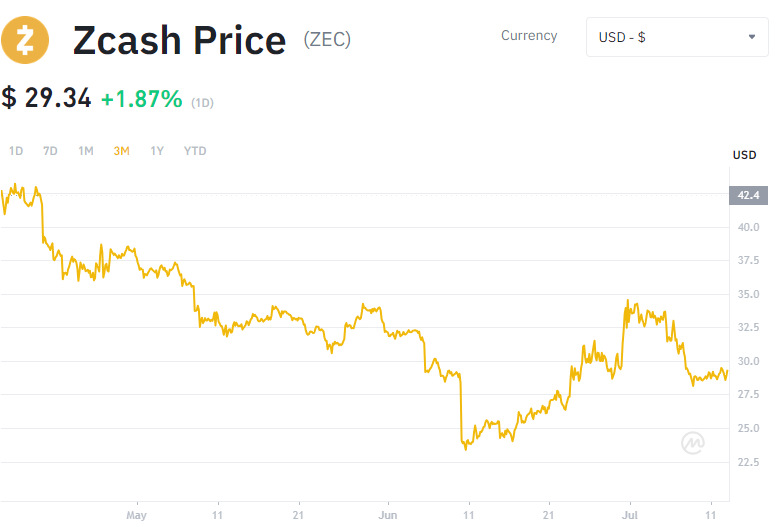 Zcash Price (ZEC)
Currency
USD - $
$ 29.34 +1.87% (1D)
1D 7D 1M 3M 1Y YTD
USD
42.4
40.0
37.5
35.0
32.5
30.0
27.5
25.0
22.5
May 11 21 Jun 11 21 Jul 11